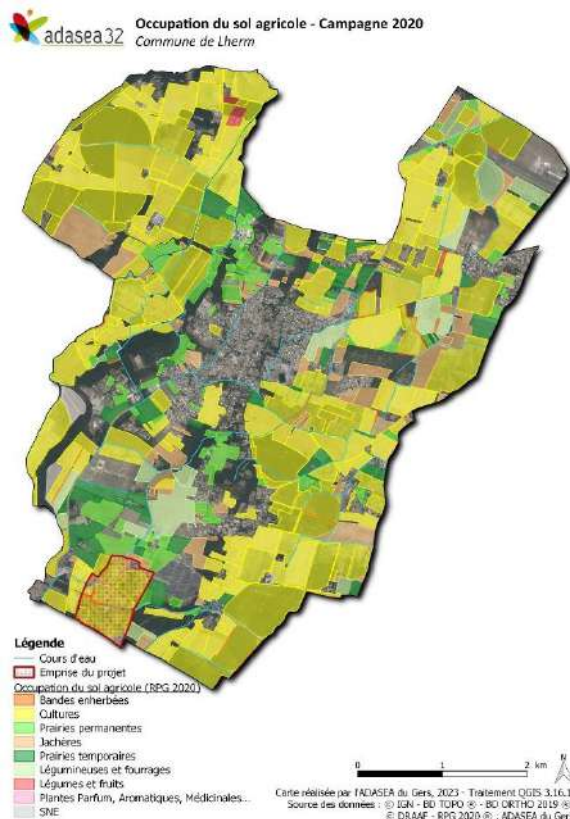 adasea32
Occupation du sol agricole - Campagne 2020
Commune de Lherm
Légende
Cours d'eau
Emprise du projet
Occupation du sol agricole (RPG 2020)
Bandes enherbées
Cultures
Prairies permanentes
Jachères
Prairies temporaires
Légumineuses et fourrages
Légumes et fruits
Plantes Parfum, Aromatiques, Médicinales...
SNE
0 1 2 km
Carte réalisée par l'ADASEA du Gers, 2023 - Traitement QGIS 3.16.1
Source des données : © IGN - BD TOPO ® - BD ORTHO 2019 ®
© DRAAF - RPG 2020 ® ; ADASEA du Ger